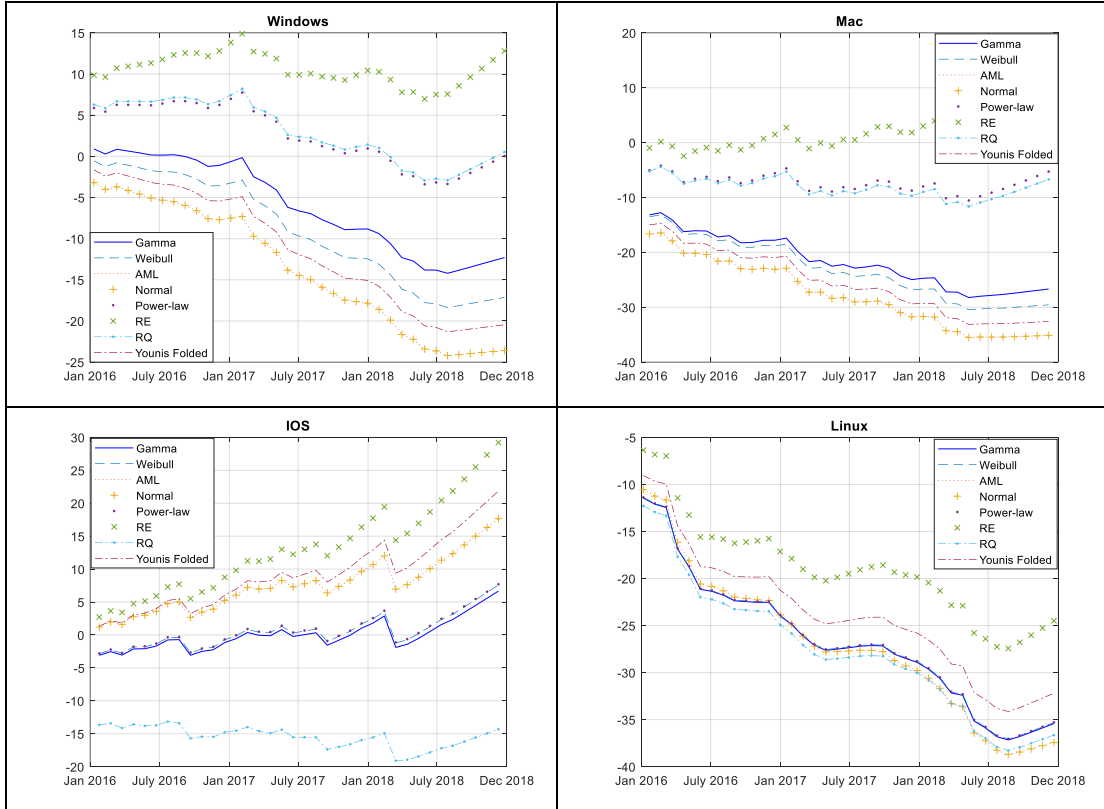 Windows
15
10
5
0
-5
-10
-15
-20
-25
Gamma
Weibull
AML
Normal
Power-law
RE
RQ
Younis Folded
Jan 2016 July 2016 Jan 2017 July 2017 Jan 2018 July 2018 Dec 2018
Mac
20
10
0
-10
-20
-30
-40
Gamma
Weibull
AML
Normal
Power-law
RE
RQ
Younis Folded
Jan 2016 July 2016 Jan 2017 July 2017 Jan 2018 July 2018 Dec 2018
IOS
30
25
20
15
10
5
0
-5
-10
-15
-20
Gamma
Weibull
AML
Normal
Power-law
RE
RQ
Younis Folded
Jan 2016 July 2016 Jan 2017 July 2017 Jan 2018 July 2018 Dec 2018
Linux
-5
-10
-15
-20
-25
-30
-35
-40
Gamma
Weibull
AML
Normal
Power-law
RE
RQ
Younis Folded
Jan 2016 July 2016 Jan 2017 July 2017 Jan 2018 July 2018 Dec 2018